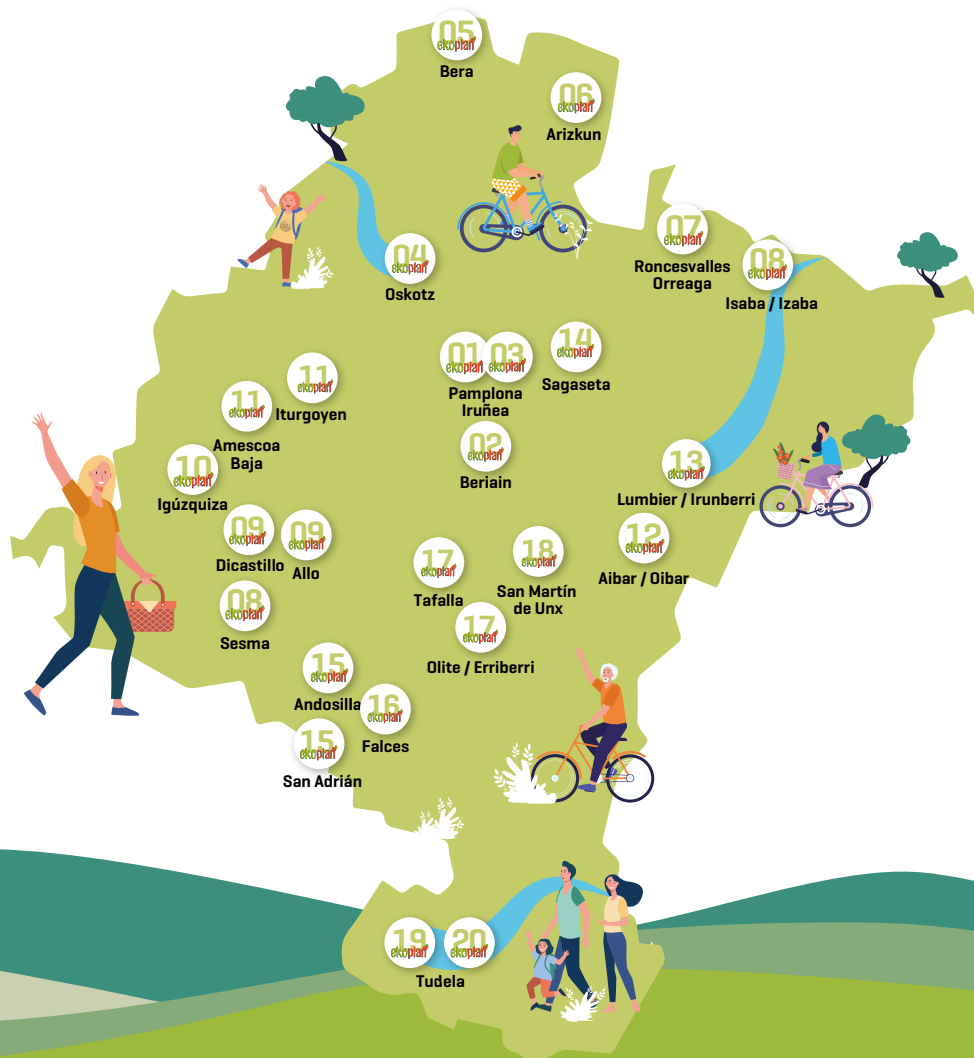 05
ekoplan
Bera
06
ekoplan
Arizkun
07
ekoplan
Roncesvalles
Orreaga
08
ekoplan
Isaba / Izaba
04
ekoplan
Oskotz
01
ekoplan
03
ekoplan
Pamplona
Iruñea
14
ekoplan
Sagaseta
11
ekoplan
Iturgoyen
11
ekoplan
Amescoa
Baja
02
ekoplan
Beriain
10
ekoplan
Igúzquiza
13
ekoplan
Lumbier / Irunberri
09
ekoplan
Dicastillo
09
ekoplan
Allo
12
ekoplan
Aibar / Oibar
17
ekoplan
Tafalla
18
ekoplan
San Martín
de Unx
08
ekoplan
Sesma
17
ekoplan
Olite / Erriberri
15
ekoplan
Andosilla
16
ekoplan
Falces
15
ekoplan
San Adrián
19
ekoplan
20
ekoplan
Tudela